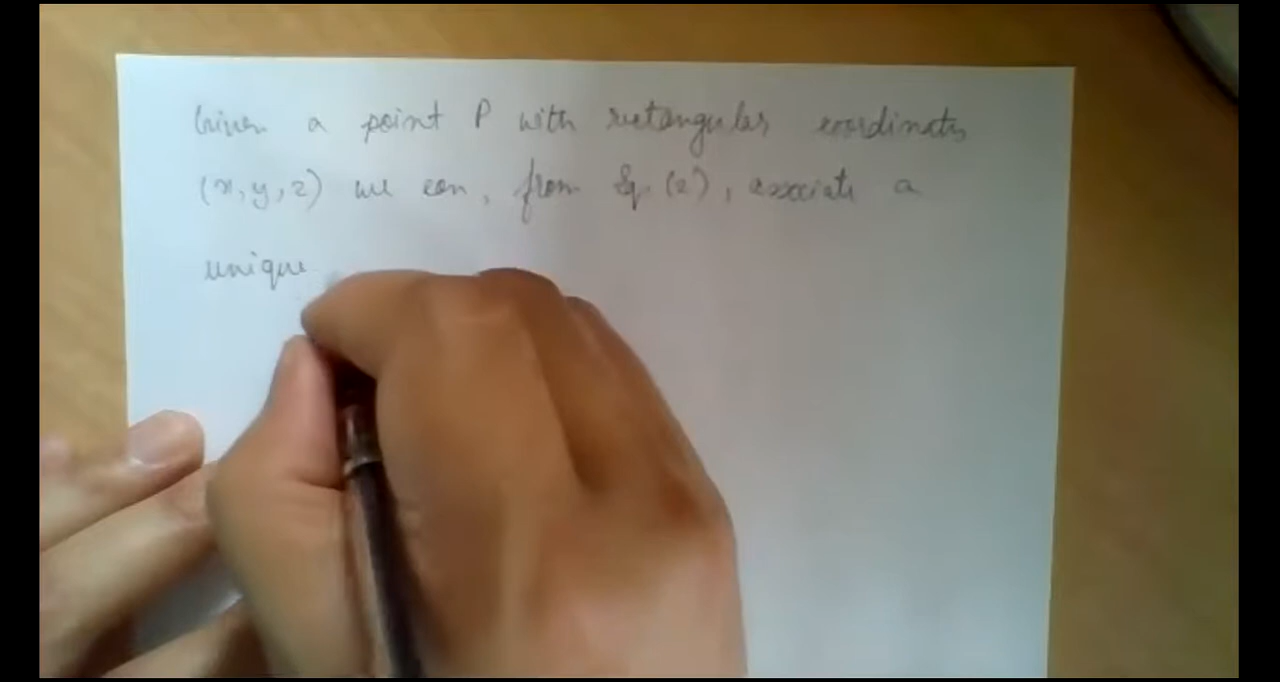 Given a point P with rectangular coordinates
(x, y, z) we can, from Eq. (2), associate a
unique